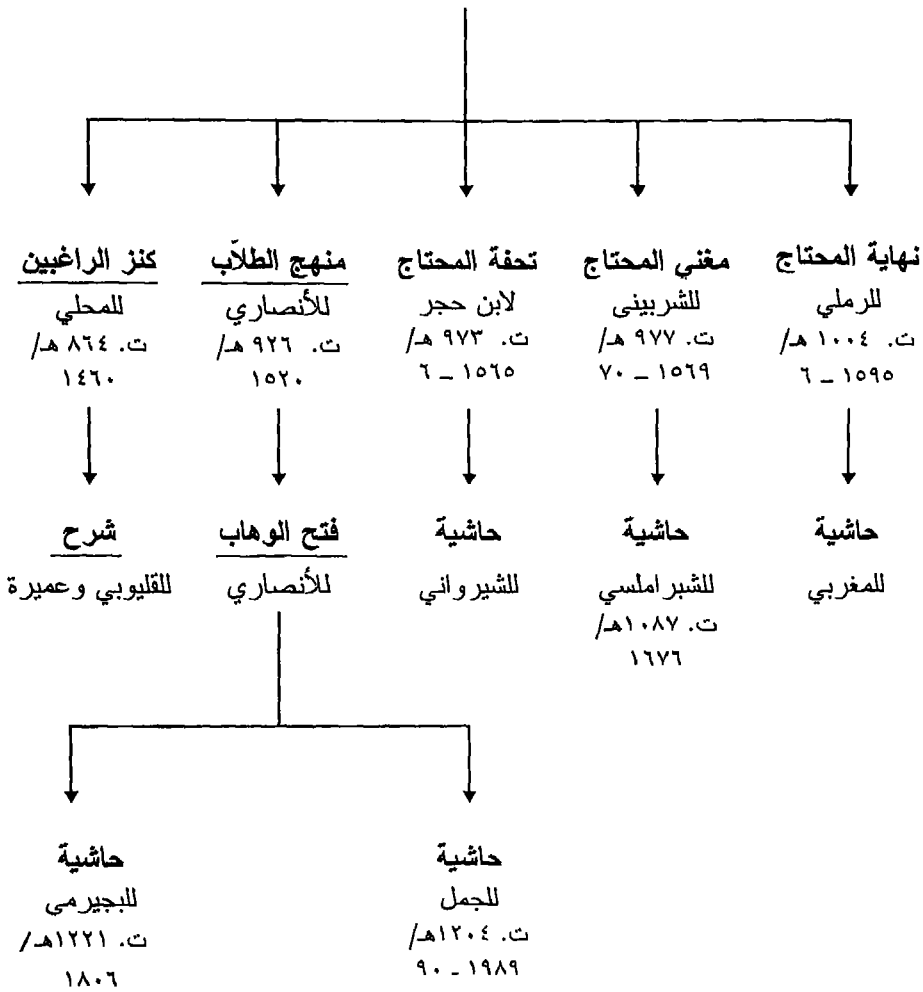 نهاية المحتاج
للرملي
ت. ١٠٠٤ هـ/
١٥٩٥ – ٦
مغني المحتاج
للشربينى
ت. ٩٧٧ هـ/
١٥٦٩ – ٧٠
تحفة المحتاج
لابن حجر
ت. ٩٧٣ هـ/
١٥٦٥ – ٦
منهج الطلاّب
للأنصاري
ت. ٩٢٦ هـ/
١٥٢٠
كنز الراغبين
للمحلي
ت. ٨٦٤ هـ/
١٤٦٠
حاشية
للمغربي
حاشية
للشبراملسي
ت. ١٠٨٧هـ/
١٦٧٦
حاشية
للشيرواني
فتح الوهاب
للأنصاري
شرح
للقليوبي وعميرة
حاشية
للجمل
ت. ١٢٠٤هـ/
١٩٨٩ - ٩٠
حاشية
للبجيرمي
ت. ١٢٢١هـ/
١٨٠٦